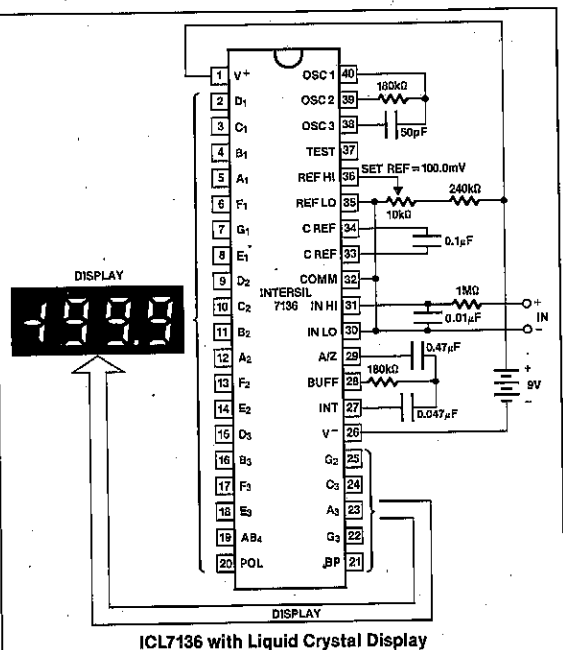 1 V+
2 D1
3 C1
4 B1
5 A1
6 F1
7 G1
8 E1
9 D2
10 C2
11 B2
12 A2
13 F2
14 E2
15 D3
16 B3
17 F3
18 E3
19 AB4
20 POL
INTERSIL
7136
OSC 1 40
OSC 2 39
OSC 3 38
TEST 37
REF HI 36
REF LO 35
C REF 34
C REF 33
COMM 32
IN HI 31
IN LO 30
A/Z 29
BUFF 28
INT 27
V− 26
G2 25
C3 24
A3 23
G3 22
BP 21
180kΩ
50pF
SET REF = 100.0mV
240kΩ
10kΩ
0.1μF
1MΩ
+
IN
0.01μF
−
0.47μF
180kΩ
0.047μF
+
9V
−
DISPLAY
-199.9
DISPLAY
ICL7136 with Liquid Crystal Display